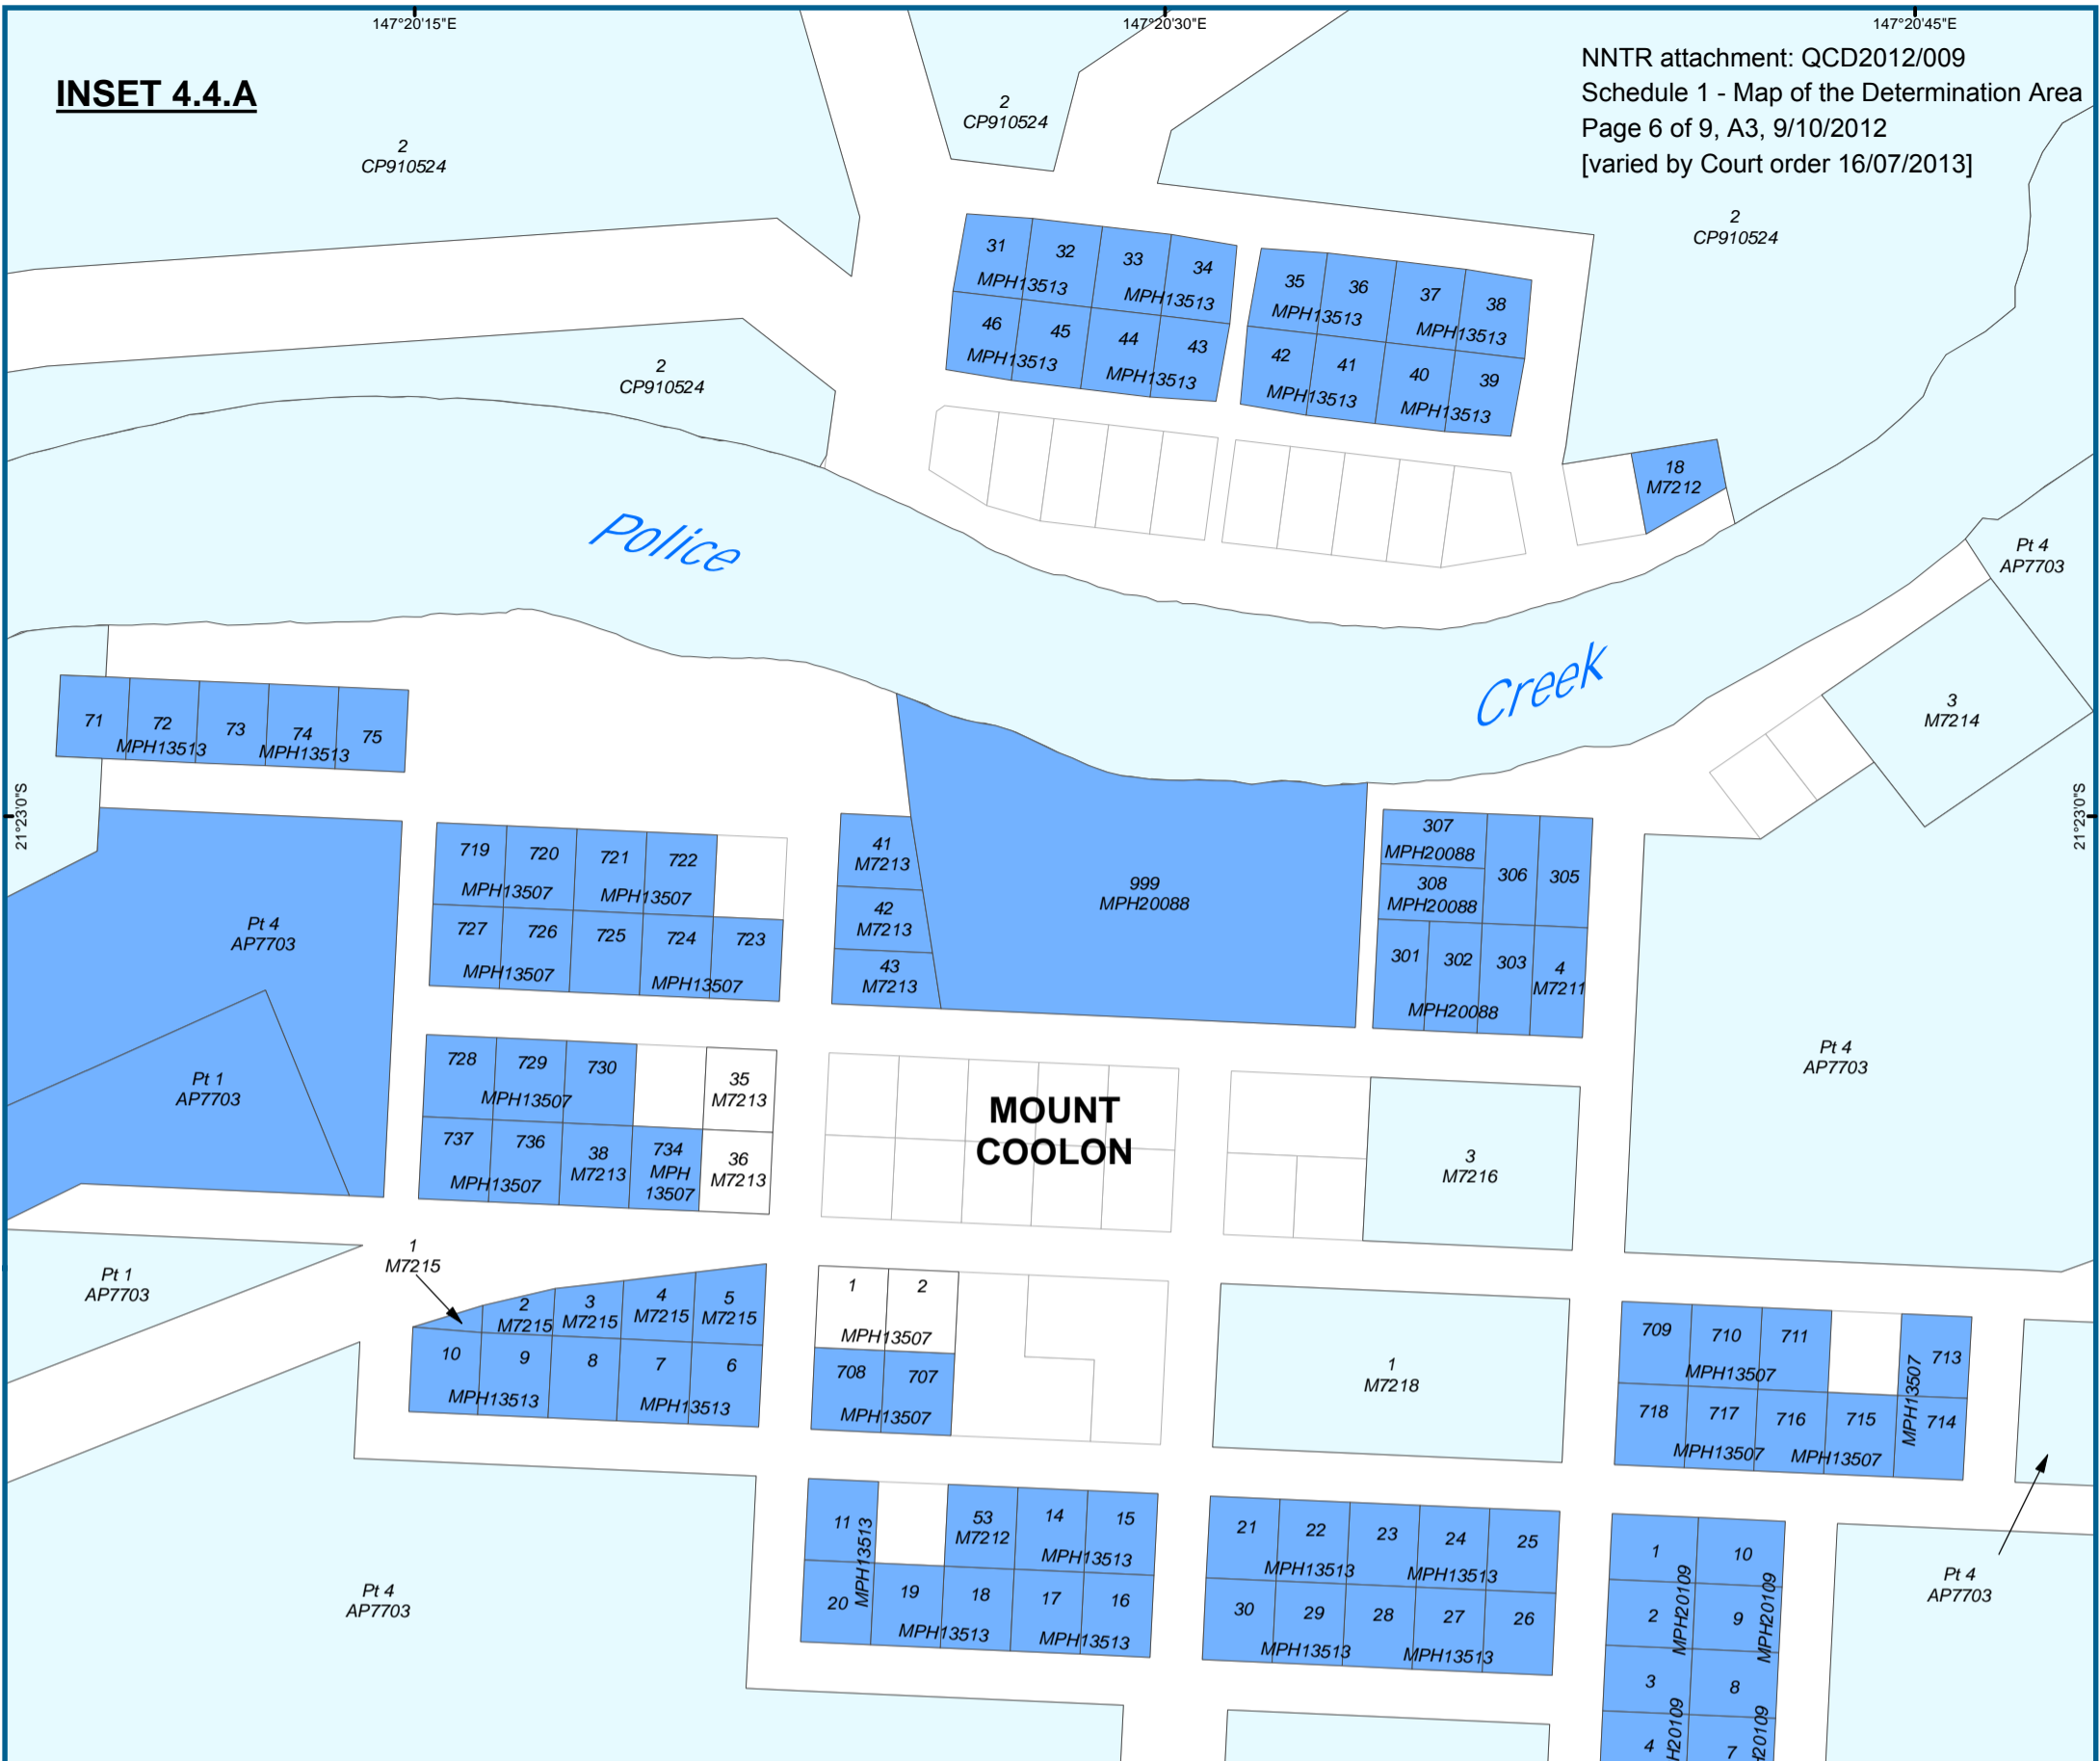 147°20'15"E
147°20'30"E
147°20'45"E
INSET 4.4.A
NNTR attachment: QCD2012/009
Schedule 1 - Map of the Determination Area
Page 6 of 9, A3, 9/10/2012
[varied by Court order 16/07/2013]
2
CP910524
2
CP910524
2
CP910524
2
CP910524
31 32 33 34
MPH13513 MPH13513
46 45 44 43
MPH13513 MPH13513
35 36 37 38
MPH13513 MPH13513
42 41 40 39
MPH13513 MPH13513
18
M7212
Police
Creek
Pt 4
AP7703
3
M7214
71 72 73 74 75
MPH13513 MPH13513
21°23'0"S
21°23'0"S
Pt 4
AP7703
Pt 1
AP7703
719 720 721 722
MPH13507 MPH13507
727 726 725 724 723
MPH13507 MPH13507
41
M7213
42
M7213
43
M7213
999
MPH20088
307
MPH20088
308
MPH20088
306 305
301 302 303
MPH20088
4
M7211
Pt 4
AP7703
728 729 730
MPH13507
35
M7213
737 736
MPH13507
38
M7213
734
MPH
13507
36
M7213
MOUNT
COOLON
3
M7216
Pt 1
AP7703
1
M7215
2
M7215
3
M7215
4
M7215
5
M7215
10 9 8 7 6
MPH13513 MPH13513
1 2
MPH13507
708 707
MPH13507
1
M7218
709 710 711
MPH13507
713
MPH13507
718 717 716 715 714
MPH13507 MPH13507
11
MPH13513
53
M7212
14 15
MPH13513
20 19 18 17 16
MPH13513 MPH13513
21 22 23 24 25
MPH13513 MPH13513
30 29 28 27 26
MPH13513 MPH13513
1 10
MPH20109 MPH20109
2 9
3 8
4 7
H20109 20109
Pt 4
AP7703
Pt 4
AP7703